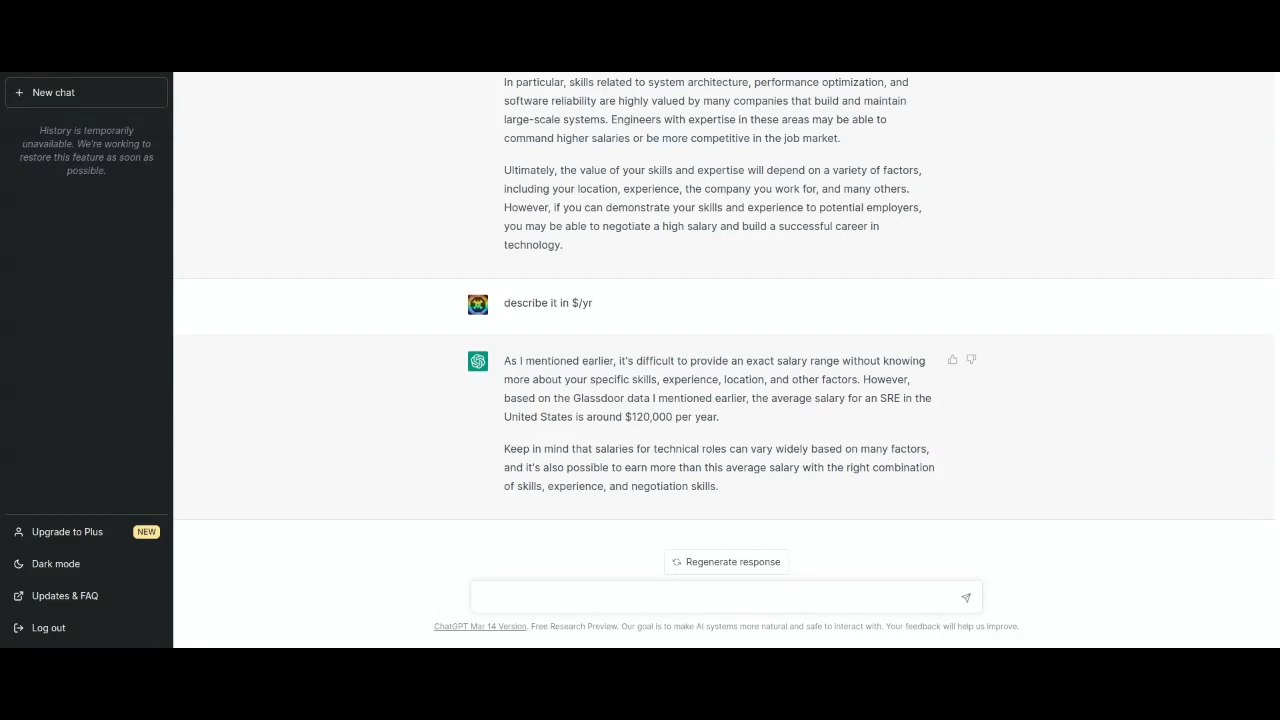 New chat
History is temporarily
unavailable. We're working to
restore this feature as soon as
possible.
In particular, skills related to system architecture, performance optimization, and
software reliability are highly valued by many companies that build and maintain
large-scale systems. Engineers with expertise in these areas may be able to
command higher salaries or be more competitive in the job market.
Ultimately, the value of your skills and expertise will depend on a variety of factors,
including your location, experience, the company you work for, and many others.
However, if you can demonstrate your skills and experience to potential employers,
you may be able to negotiate a high salary and build a successful career in
technology.
describe it in $/yr
As I mentioned earlier, it's difficult to provide an exact salary range without knowing
more about your specific skills, experience, location, and other factors. However,
based on the Glassdoor data I mentioned earlier, the average salary for an SRE in the
United States is around $120,000 per year.
Keep in mind that salaries for technical roles can vary widely based on many factors,
and it's also possible to earn more than this average salary with the right combination
of skills, experience, and negotiation skills.
Upgrade to Plus NEW
Dark mode
Updates & FAQ
Log out
Regenerate response
ChatGPT Mar 14 Version. Free Research Preview. Our goal is to make AI systems more natural and safe to interact with. Your feedback will help us improve.